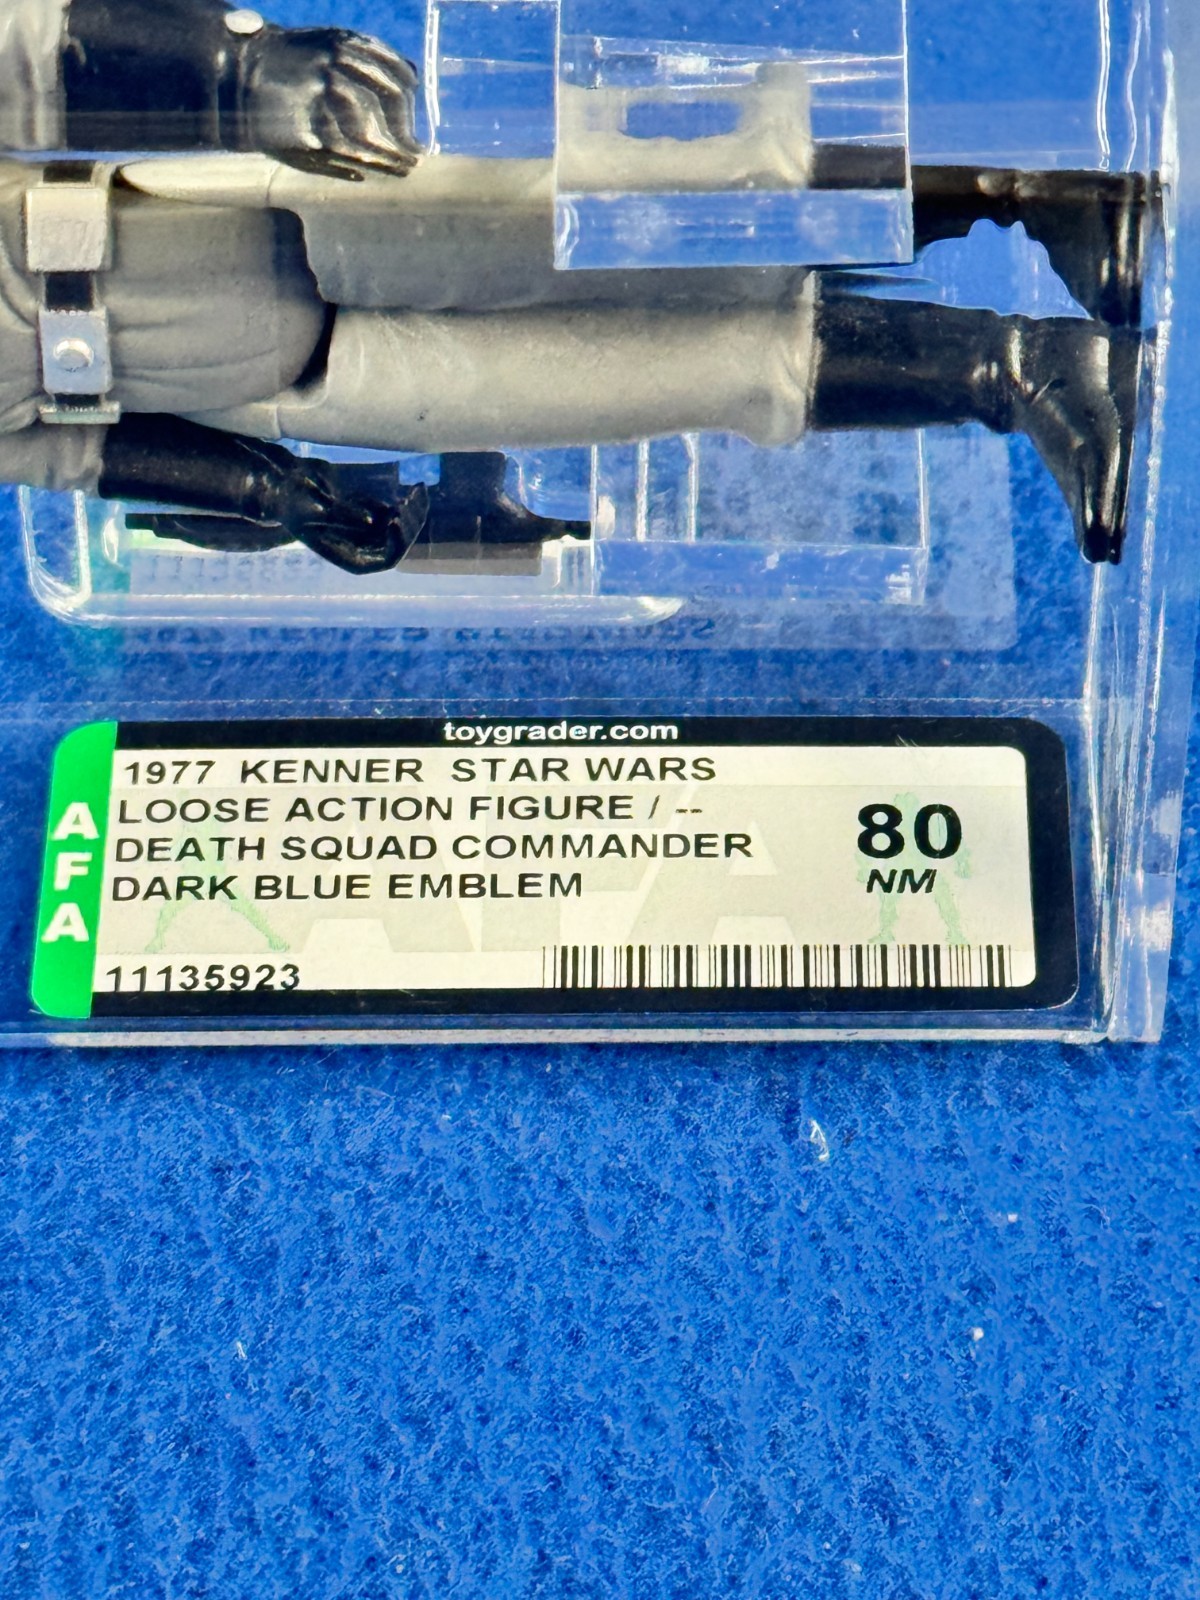 toygrader.com
AFA
1977 KENNER STAR WARS
LOOSE ACTION FIGURE / --
DEATH SQUAD COMMANDER
DARK BLUE EMBLEM
80
NM
11135923